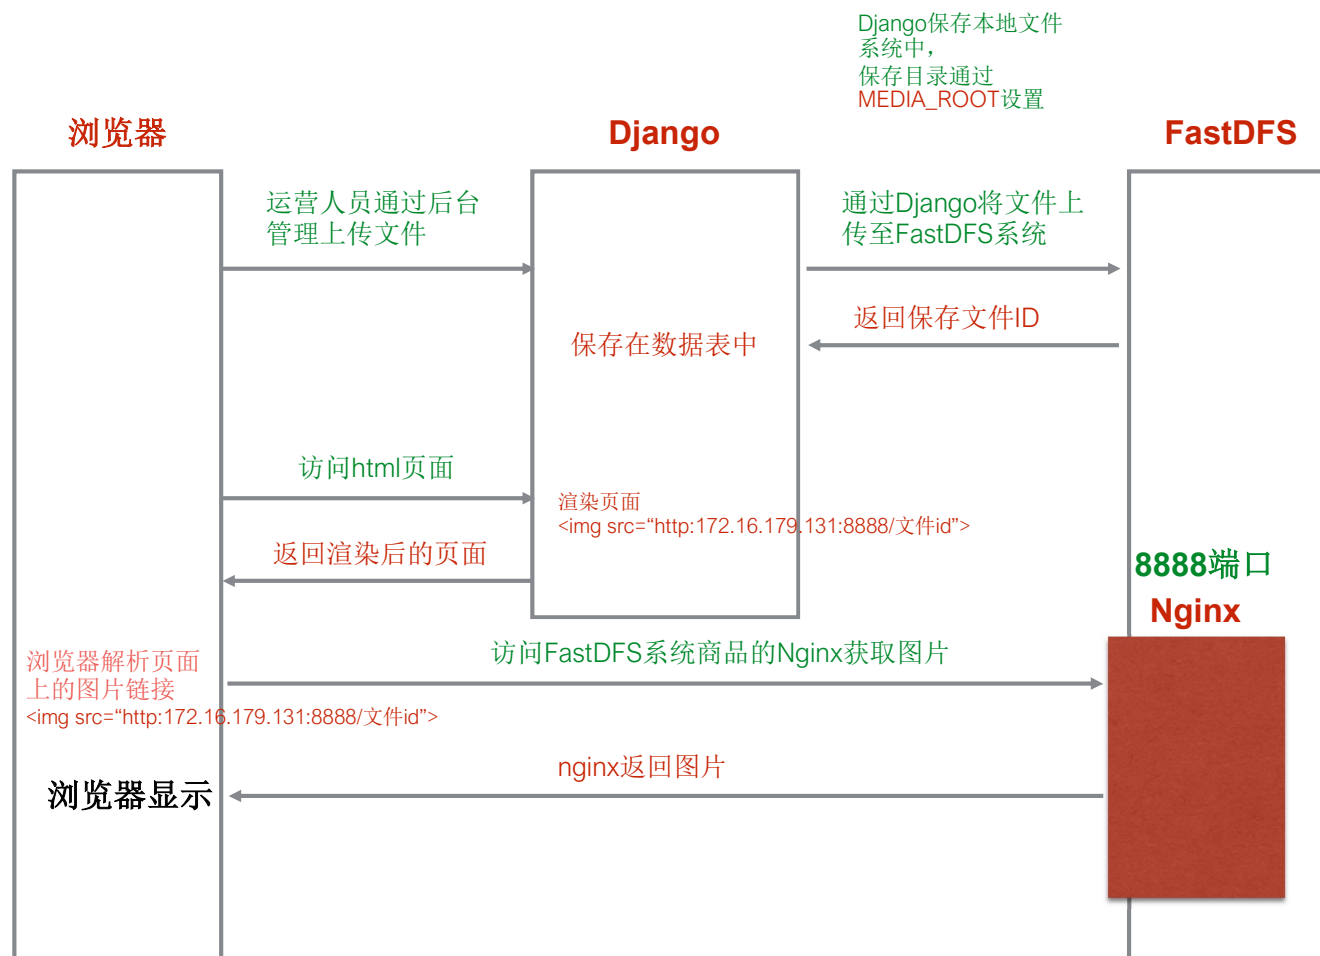 Django保存本地文件
系统中，
保存目录通过
MEDIA_ROOT设置
浏览器
Django
FastDFS
运营人员通过后台
管理上传文件
通过Django将文件上
传至FastDFS系统
返回保存文件ID
保存在数据表中
访问html页面
渲染页面
<img src=“http:172.16.179.131:8888/文件id”>
返回渲染后的页面
8888端口
Nginx
访问FastDFS系统商品的Nginx获取图片
浏览器解析页面
上的图片链接
<img src=“http:172.16.179.131:8888/文件id”>
nginx返回图片
浏览器显示